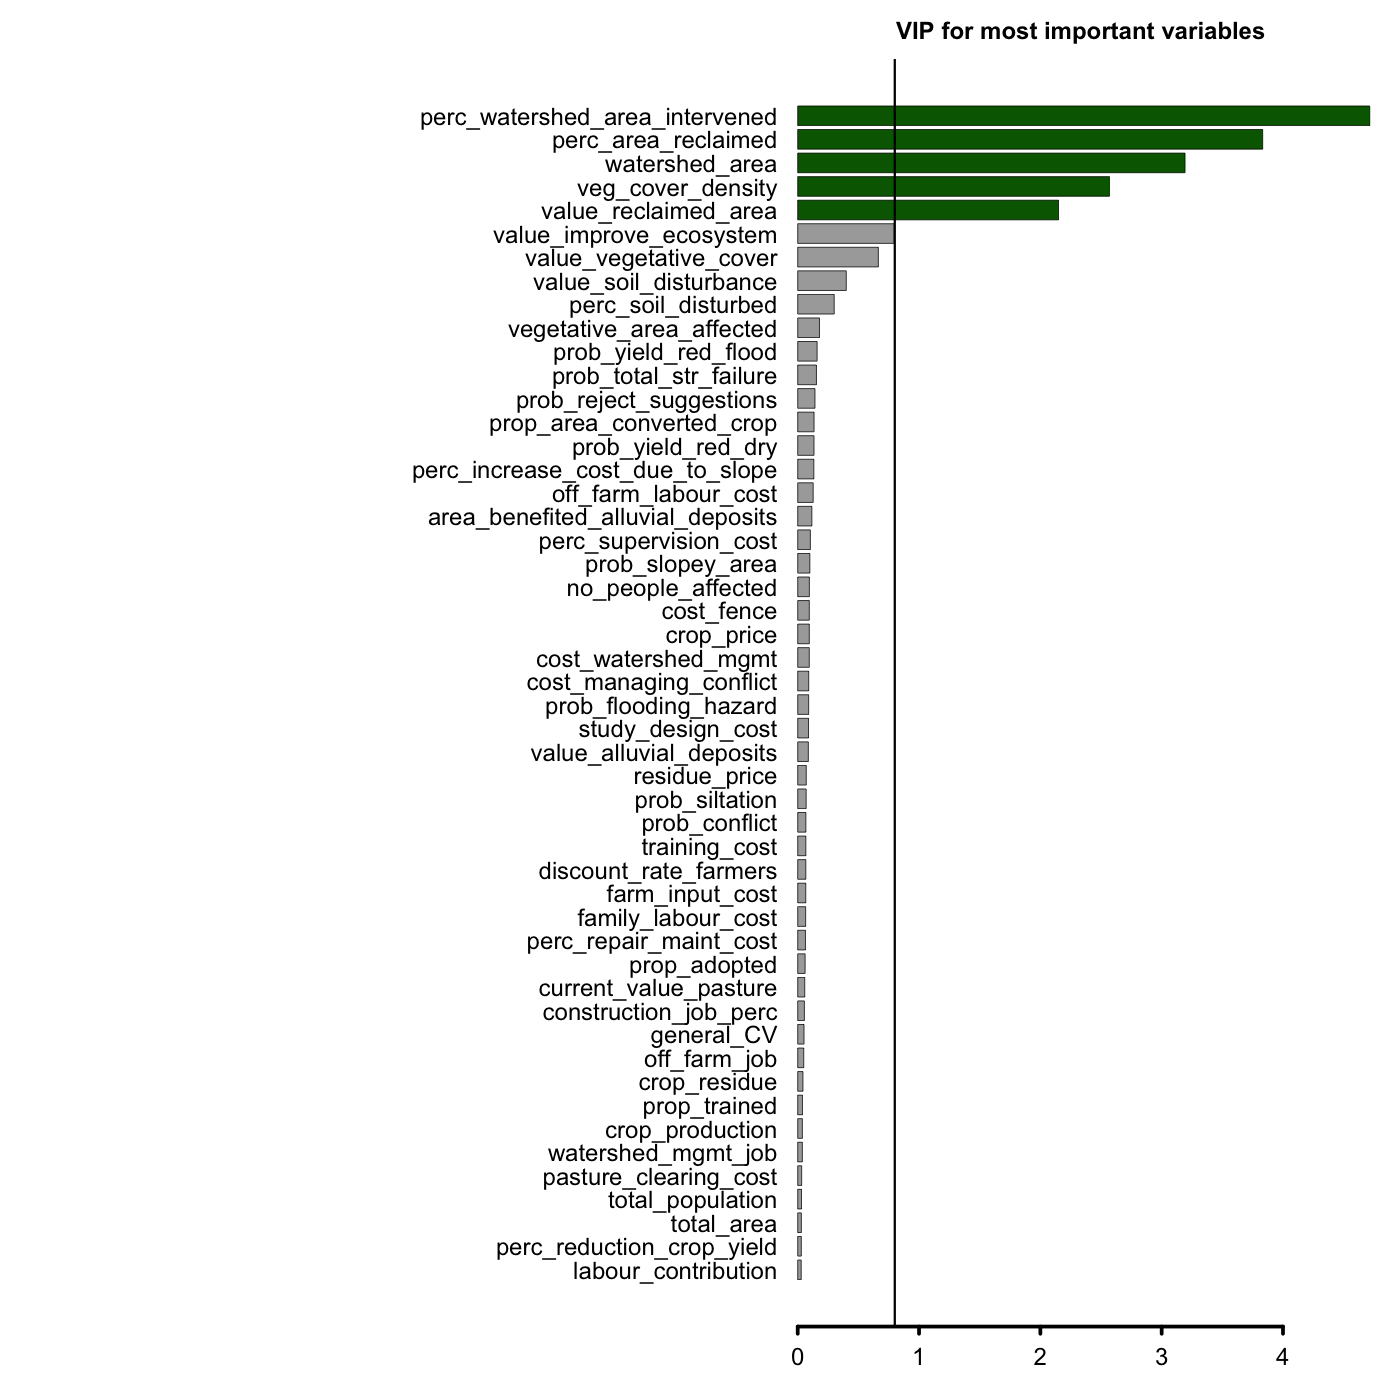 VIP for most important variables
perc_watershed_area_intervened
perc_area_reclaimed
watershed_area
veg_cover_density
value_reclaimed_area
value_improve_ecosystem
value_vegetative_cover
value_soil_disturbance
perc_soil_disturbed
vegetative_area_affected
prob_yield_red_flood
prob_total_str_failure
prob_reject_suggestions
prop_area_converted_crop
prob_yield_red_dry
perc_increase_cost_due_to_slope
off_farm_labour_cost
area_benefited_alluvial_deposits
perc_supervision_cost
prob_slopey_area
no_people_affected
cost_fence
crop_price
cost_watershed_mgmt
cost_managing_conflict
prob_flooding_hazard
study_design_cost
value_alluvial_deposits
residue_price
prob_siltation
prob_conflict
training_cost
discount_rate_farmers
farm_input_cost
family_labour_cost
perc_repair_maint_cost
prop_adopted
current_value_pasture
construction_job_perc
general_CV
off_farm_job
crop_residue
prop_trained
crop_production
watershed_mgmt_job
pasture_clearing_cost
total_population
total_area
perc_reduction_crop_yield
labour_contribution
0 1 2 3 4